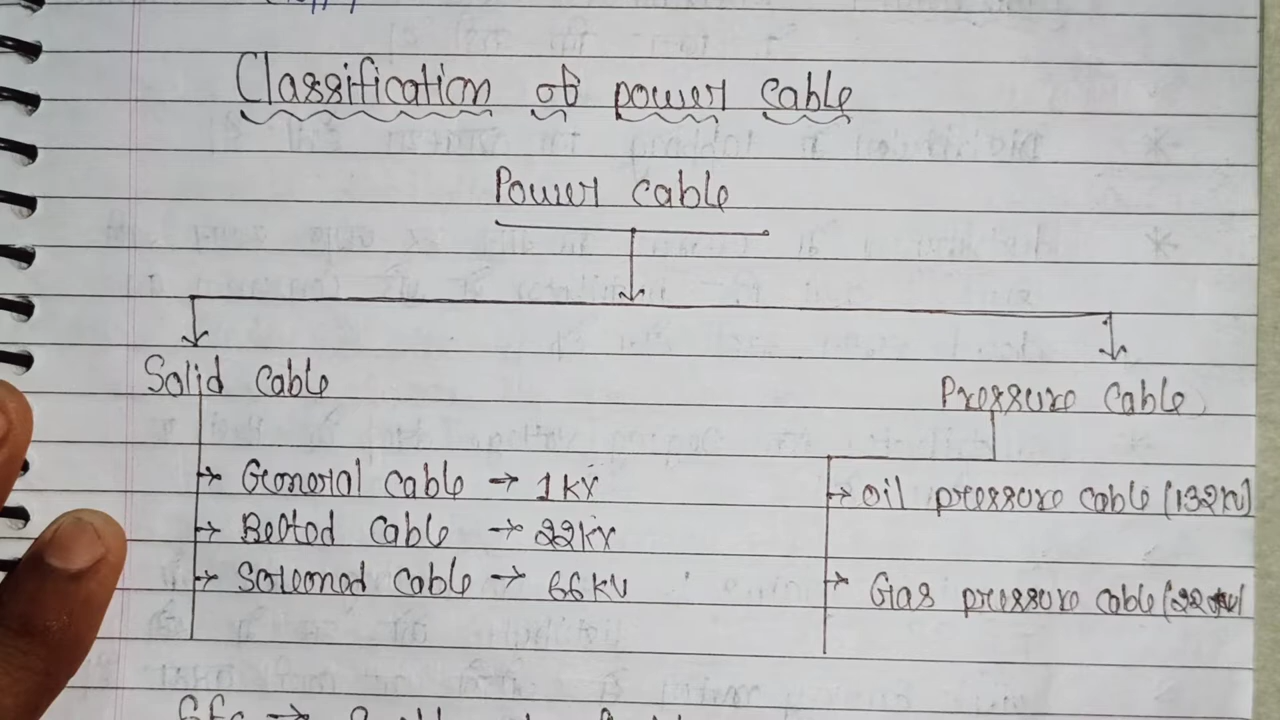 Classification of power cable
Power cable
Solid cable
Pressure cable
→ General cable → 1KV
→ Belted cable → 22KV
→ Screened cable → 66KV
→ Oil pressure cable (132KV)
→ Gas pressure cable (220KV